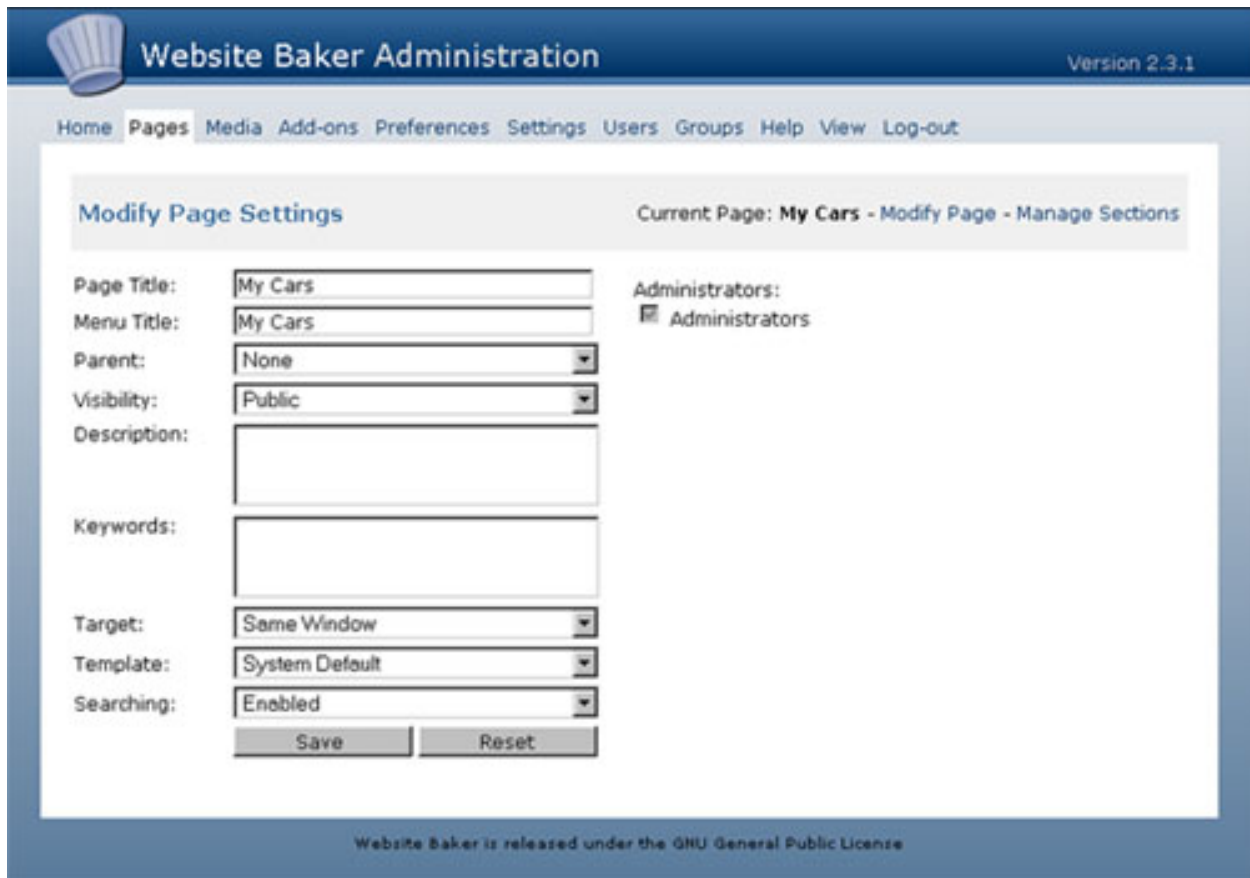 Website Baker Administration
Version 2.3.1
Home Pages Media Add-ons Preferences Settings Users Groups Help View Log-out
Modify Page Settings
Current Page: My Cars - Modify Page - Manage Sections
Page Title: My Cars
Menu Title: My Cars
Parent: None
Visibility: Public
Description:
Keywords:
Target: Same Window
Template: System Default
Searching: Enabled
Save Reset
Administrators:
Administrators
Website Baker is released under the GNU General Public License